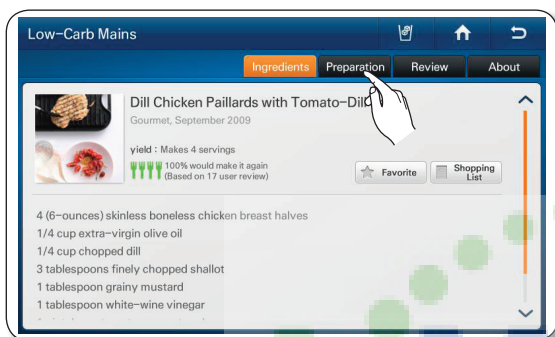 Low-Carb Mains
Ingredients Preparation Review About
Dill Chicken Paillards with Tomato-Dill
Gourmet, September 2009
yield : Makes 4 servings
100% would make it again
(Based on 17 user review)
Favorite
Shopping
List
4 (6-ounces) skinless boneless chicken breast halves
1/4 cup extra-virgin olive oil
1/4 cup chopped dill
3 tablespoons finely chopped shallot
1 tablespoon grainy mustard
1 tablespoon white-wine vinegar